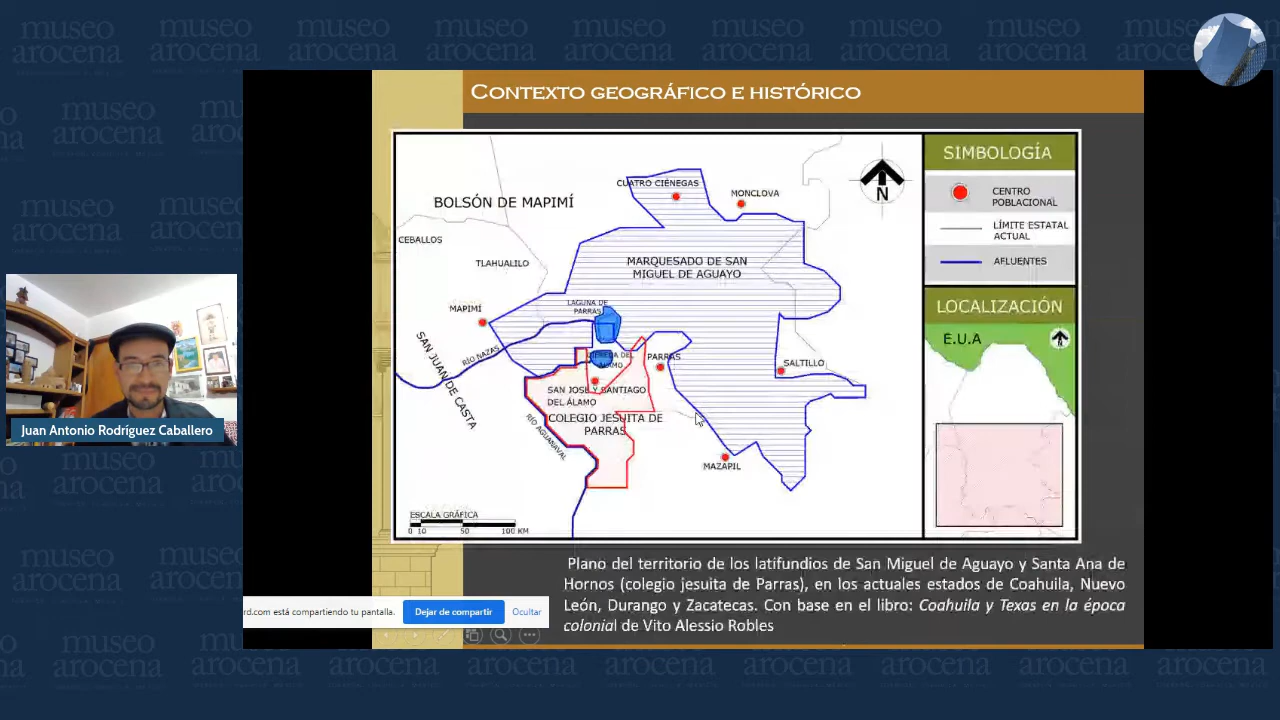 museo
arocena
CONTEXTO GEOGRÁFICO E HISTÓRICO
CUATRO CIÉNEGAS
MONCLOVA
BOLSÓN DE MAPIMÍ
N
CEBALLOS
TLAHUALILO
MARQUESADO DE SAN
MIGUEL DE AGUAYO
LAGUNA DE
PARRAS
MAPIMÍ
RÍO NAZAS
SAN JUAN DE CASTA
PARRAS
SALTILLO
SAN JOSÉ Y SANTIAGO
DEL ÁLAMO
COLEGIO JESUITA DE
PARRAS
RÍO AGUANAVAL
MAZAPIL
ESCALA GRÁFICA
0 10 50 100 KM
SIMBOLOGÍA
CENTRO
POBLACIONAL
LÍMITE ESTATAL
ACTUAL
AFLUENTES
LOCALIZACIÓN
E.U.A
Juan Antonio Rodríguez Caballero
Plano del territorio de los latifundios de San Miguel de Aguayo y Santa Ana de
Hornos (colegio jesuita de Parras), en los actuales estados de Coahuila, Nuevo
León, Durango y Zacatecas. Con base en el libro: Coahuila y Texas en la época
colonial de Vito Alessio Robles
rd.com está compartiendo tu pantalla.
Dejar de compartir
Ocultar